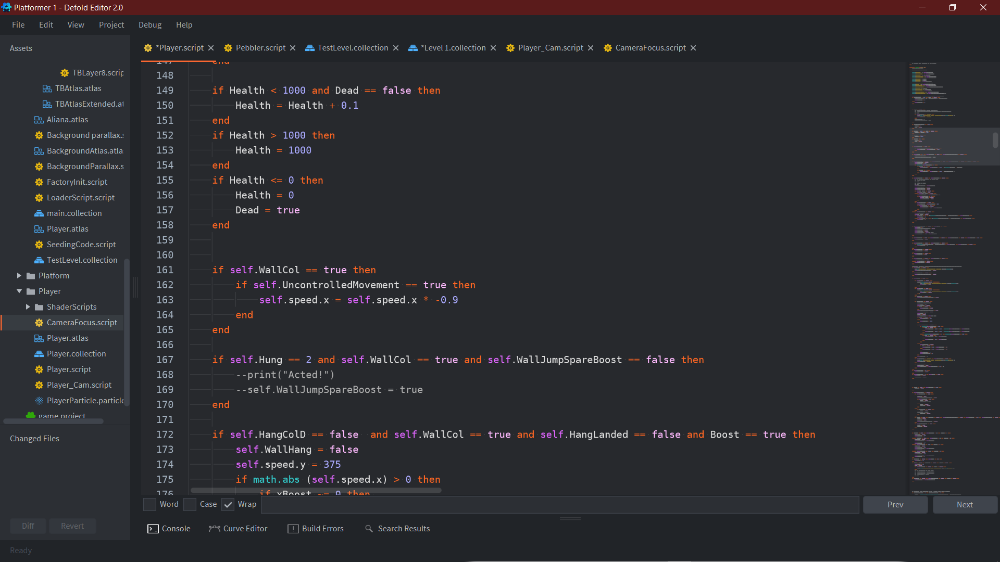 Platformer 1 - Defold Editor 2.0
File Edit View Project Debug Help
Assets
*Player.script Pebbler.script TestLevel.collection *Level 1.collection Player_Cam.script CameraFocus.script
TBLayer8.scrip
TBAtlas.atlas
TBAtlasExtended.at
Aliana.atlas
Background parallax.s
BackgroundAtlas.atla
BackgroundParallax.s
FactoryInit.script
LoaderScript.script
main.collection
Player.atlas
SeedingCode.script
TestLevel.collection
Platform
Player
ShaderScripts
CameraFocus.script
Player.atlas
Player.collection
Player.script
Player_Cam.script
PlayerParticle.particle
game.project
Changed Files
Diff Revert
Ready
147 end
148
149 if Health < 1000 and Dead == false then
150 Health = Health + 0.1
151 end
152 if Health > 1000 then
153 Health = 1000
154 end
155 if Health <= 0 then
156 Health = 0
157 Dead = true
158 end
159
160
161 if self.WallCol == true then
162 if self.UncontrolledMovement == true then
163 self.speed.x = self.speed.x * -0.9
164 end
165 end
166
167 if self.Hung == 2 and self.WallCol == true and self.WallJumpSpareBoost == false then
168 --print("Acted!")
169 --self.WallJumpSpareBoost = true
170 end
171
172 if self.HangColD == false  and self.WallCol == true and self.HangLanded == false and Boost == true then
173 self.WallHang = false
174 self.speed.y = 375
175 if math.abs (self.speed.x) > 0 then
176 if xBoost ~= 0 then
Word Case Wrap Prev Next
Console Curve Editor Build Errors Search Results